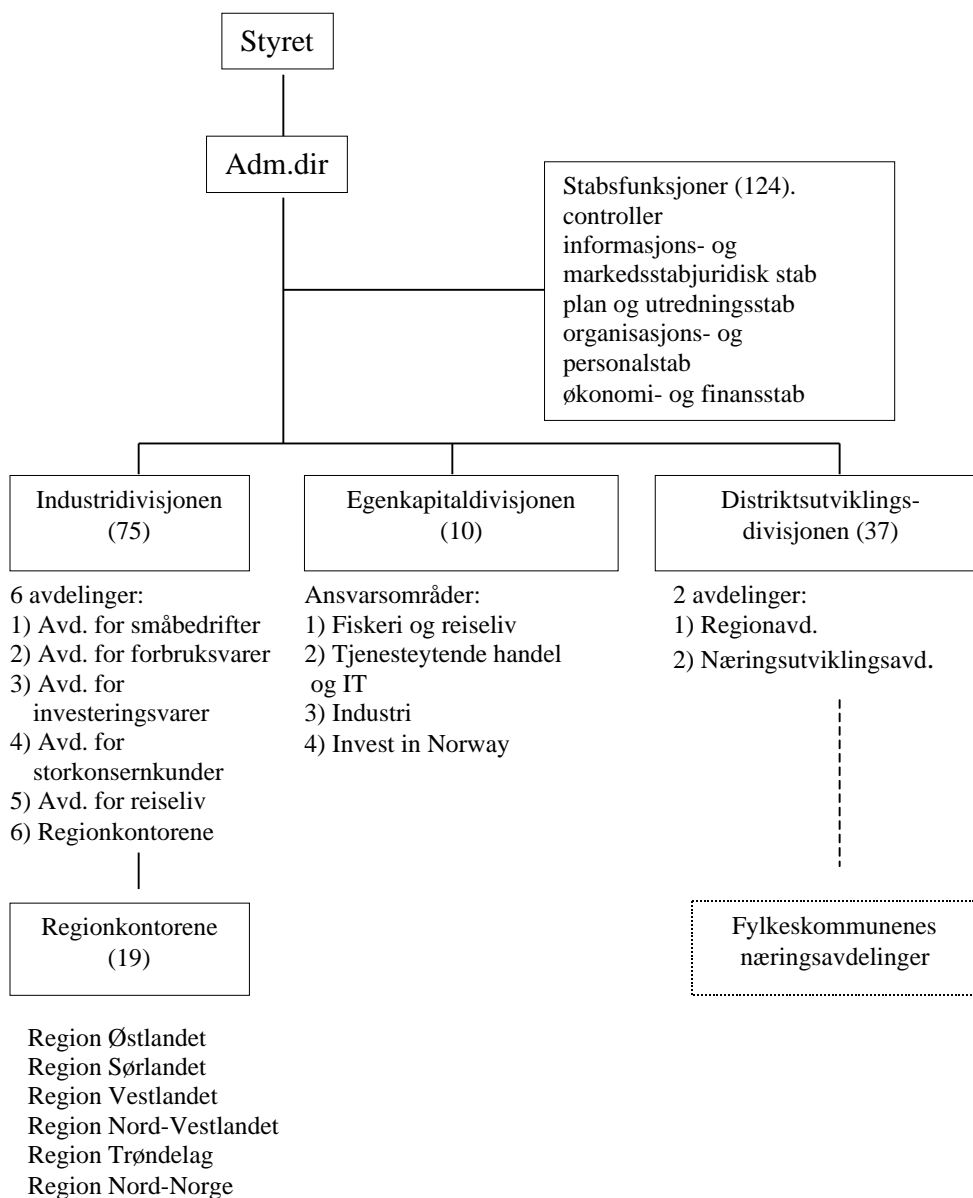 Styret
Adm.dir
Stabsfunksjoner (124).
controller
informasjons- og
markedsstabjuridisk stab
plan og utredningsstab
organisasjons- og
personalstab
økonomi- og finansstab
Industridivisjonen
(75)
6 avdelinger:
1) Avd. for småbedrifter
2) Avd. for forbruksvarer
3) Avd. for
investeringsvarer
4) Avd. for
storkonsernkunder
5) Avd. for reiseliv
6) Regionkontorene
Egenkapitaldivisjonen
(10)
Ansvarsområder:
1) Fiskeri og reiseliv
2) Tjenesteytende handel
og IT
3) Industri
4) Invest in Norway
Distriktsutviklings-
divisjonen (37)
2 avdelinger:
1) Regionavd.
2) Næringsutviklingsavd.
Regionkontorene
(19)
Region Østlandet
Region Sørlandet
Region Vestlandet
Region Nord-Vestlandet
Region Trøndelag
Region Nord-Norge
Fylkeskommunenes
næringsavdelinger